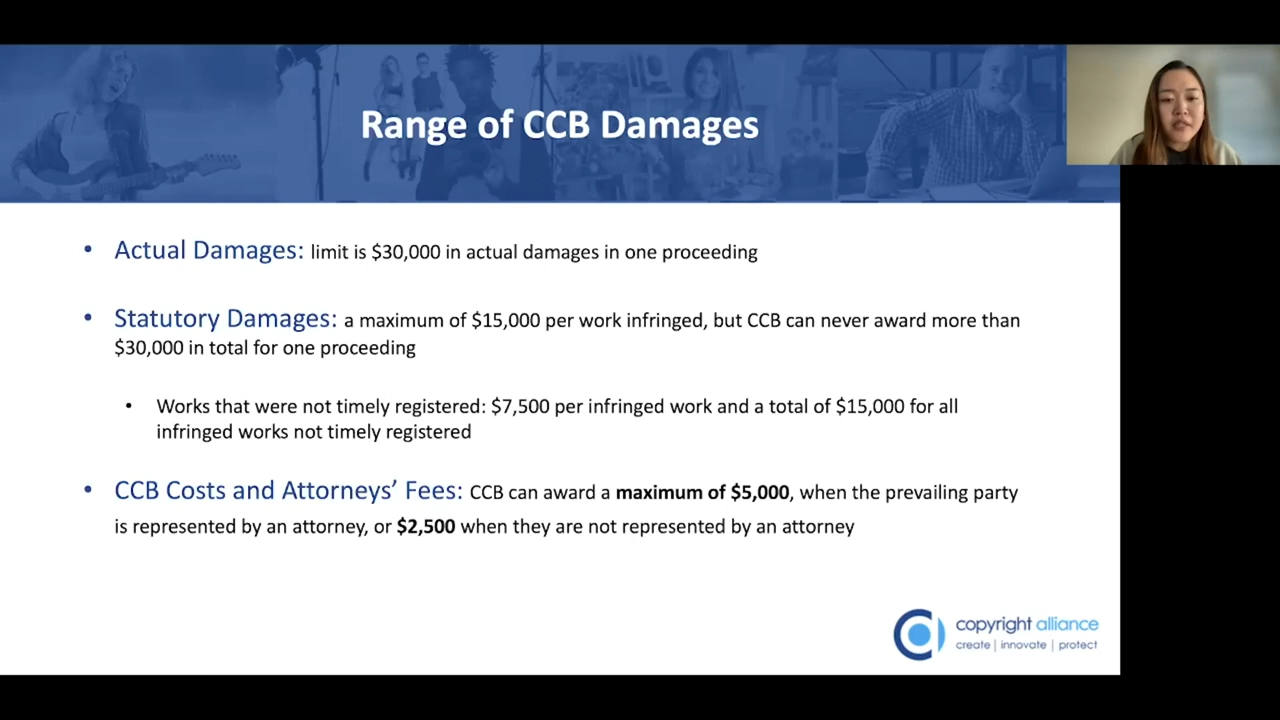 Range of CCB Damages
• Actual Damages: limit is $30,000 in actual damages in one proceeding
• Statutory Damages: a maximum of $15,000 per work infringed, but CCB can never award more than
$30,000 in total for one proceeding
• Works that were not timely registered: $7,500 per infringed work and a total of $15,000 for all
infringed works not timely registered
• CCB Costs and Attorneys’ Fees: CCB can award a maximum of $5,000, when the prevailing party
is represented by an attorney, or $2,500 when they are not represented by an attorney
copyright alliance
create | innovate | protect